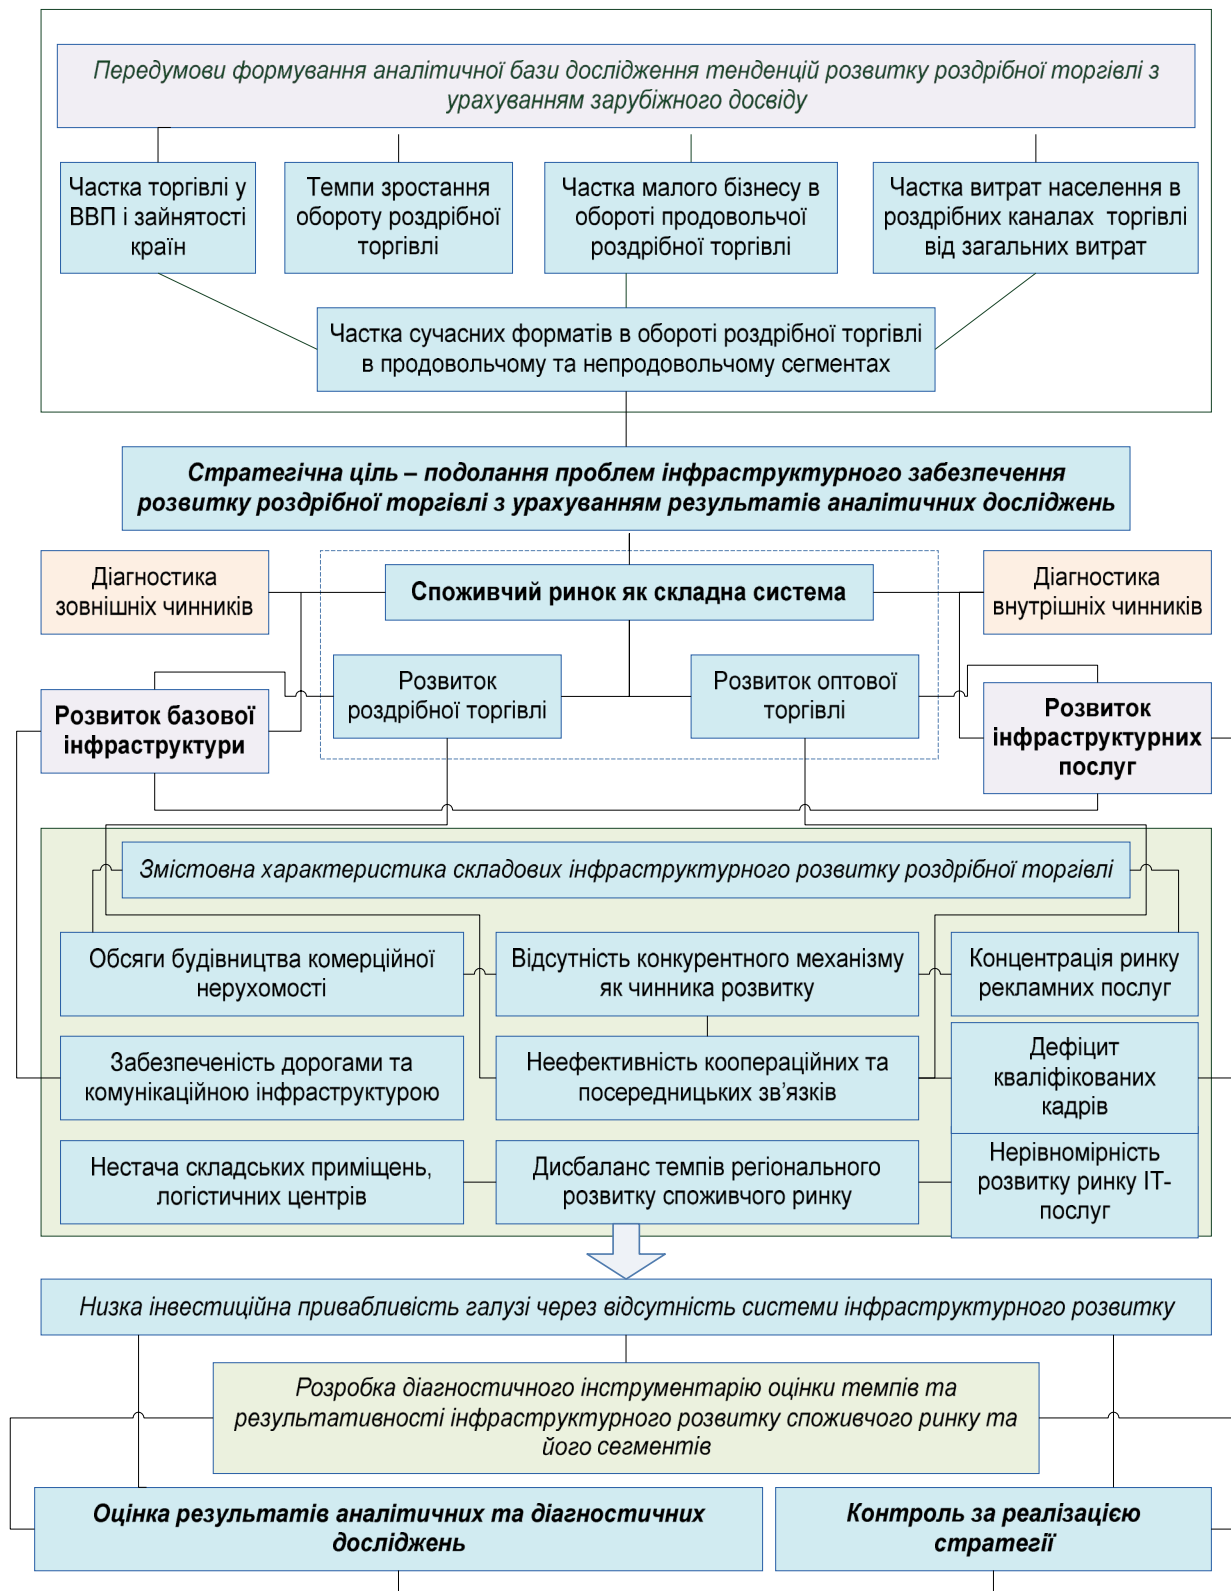 Передумови формування аналітичної бази дослідження тенденцій розвитку роздрібної торгівлі з
урахуванням зарубіжного досвіду
Частка торгівлі у
ВВП і зайнятості
країн
Темпи зростання
обороту роздрібної
торгівлі
Частка малого бізнесу в
обороті продовольчої
роздрібної торгівлі
Частка витрат населення в
роздрібних каналах торгівлі
від загальних витрат
Частка сучасних форматів в обороті роздрібної торгівлі
в продовольчому та непродовольчому сегментах
Стратегічна ціль – подолання проблем інфраструктурного забезпечення
розвитку роздрібної торгівлі з урахуванням результатів аналітичних досліджень
Діагностика
зовнішніх чинників
Споживчий ринок як складна система
Діагностика
внутрішніх чинників
Розвиток
роздрібної торгівлі
Розвиток оптової
торгівлі
Розвиток базової
інфраструктури
Розвиток
інфраструктурних
послуг
Змістовна характеристика складових інфраструктурного розвитку роздрібної торгівлі
Обсяги будівництва комерційної
нерухомості
Відсутність конкурентного механізму
як чинника розвитку
Концентрація ринку
рекламних послуг
Забезпеченість дорогами та
комунікаційною інфраструктурою
Неефективність коопераційних та
посередницьких зв’язків
Дефіцит
кваліфікованих
кадрів
Нестача складських приміщень,
логістичних центрів
Дисбаланс темпів регіонального
розвитку споживчого ринку
Нерівномірність
розвитку ринку ІТ-
послуг
Низка інвестиційна привабливість галузі через відсутність системи інфраструктурного розвитку
Розробка діагностичного інструментарію оцінки темпів та
результативності інфраструктурного розвитку споживчого ринку та
його сегментів
Оцінка результатів аналітичних та діагностичних
досліджень
Контроль за реалізацією
стратегії